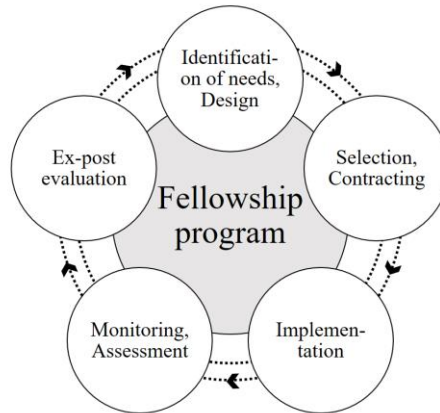 Identificati-
on of needs,
Design
Selection,
Contracting
Implemen-
tation
Monitoring,
Assessment
Ex-post
evaluation
Fellowship
program